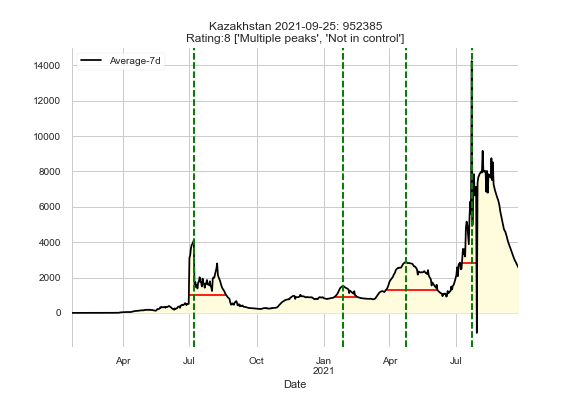 Kazakhstan 2021-09-25: 952385
Rating:8 ['Multiple peaks', 'Not in control']
Average-7d
14000
12000
10000
8000
6000
4000
2000
0
Apr Jul Oct Jan Apr Jul
2021
Date